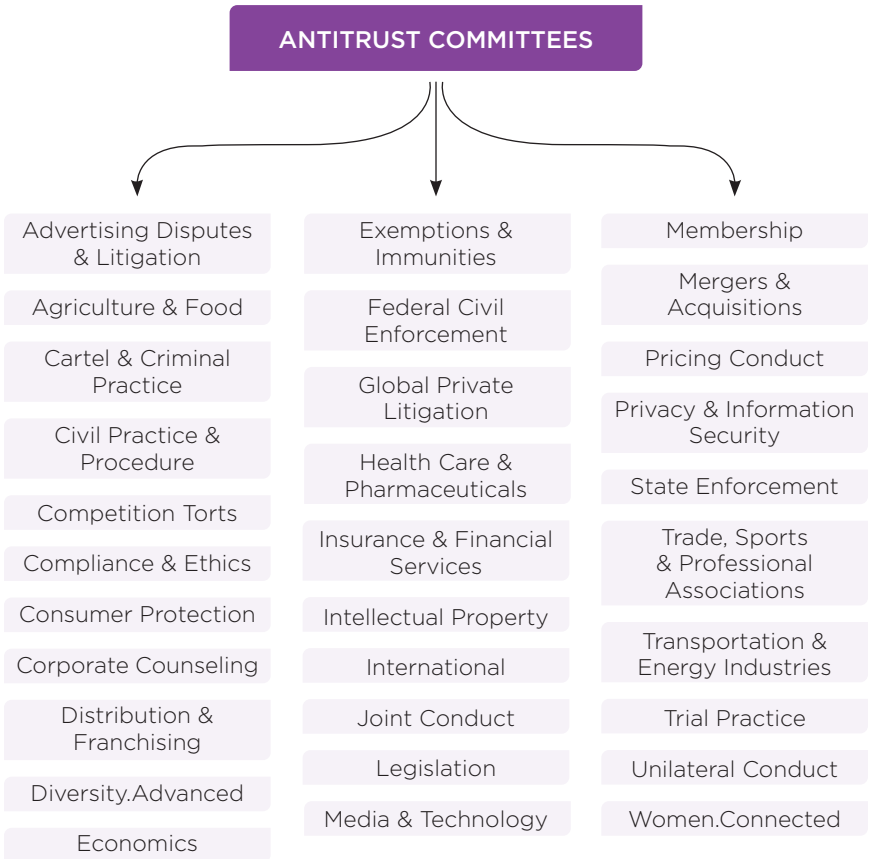 ANTITRUST COMMITTEES
Advertising Disputes
& Litigation
Agriculture & Food
Cartel & Criminal
Practice
Civil Practice &
Procedure
Competition Torts
Compliance & Ethics
Consumer Protection
Corporate Counseling
Distribution &
Franchising
Diversity.Advanced
Economics
Exemptions &
Immunities
Federal Civil
Enforcement
Global Private
Litigation
Health Care &
Pharmaceuticals
Insurance & Financial
Services
Intellectual Property
International
Joint Conduct
Legislation
Media & Technology
Membership
Mergers &
Acquisitions
Pricing Conduct
Privacy & Information
Security
State Enforcement
Trade, Sports
& Professional
Associations
Transportation &
Energy Industries
Trial Practice
Unilateral Conduct
Women.Connected